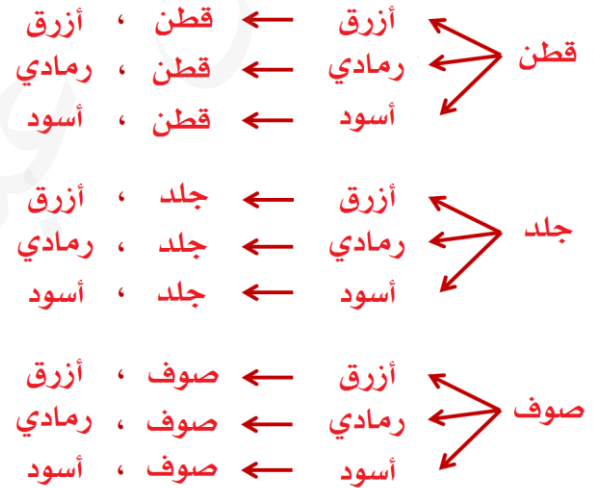 أزرق ← قطن ، أزرق
قطن رمادي ← قطن ، رمادي
أسود ← قطن ، أسود
أزرق ← جلد ، أزرق
جلد رمادي ← جلد ، رمادي
أسود ← جلد ، أسود
أزرق ← صوف ، أزرق
صوف رمادي ← صوف ، رمادي
أسود ← صوف ، أسود